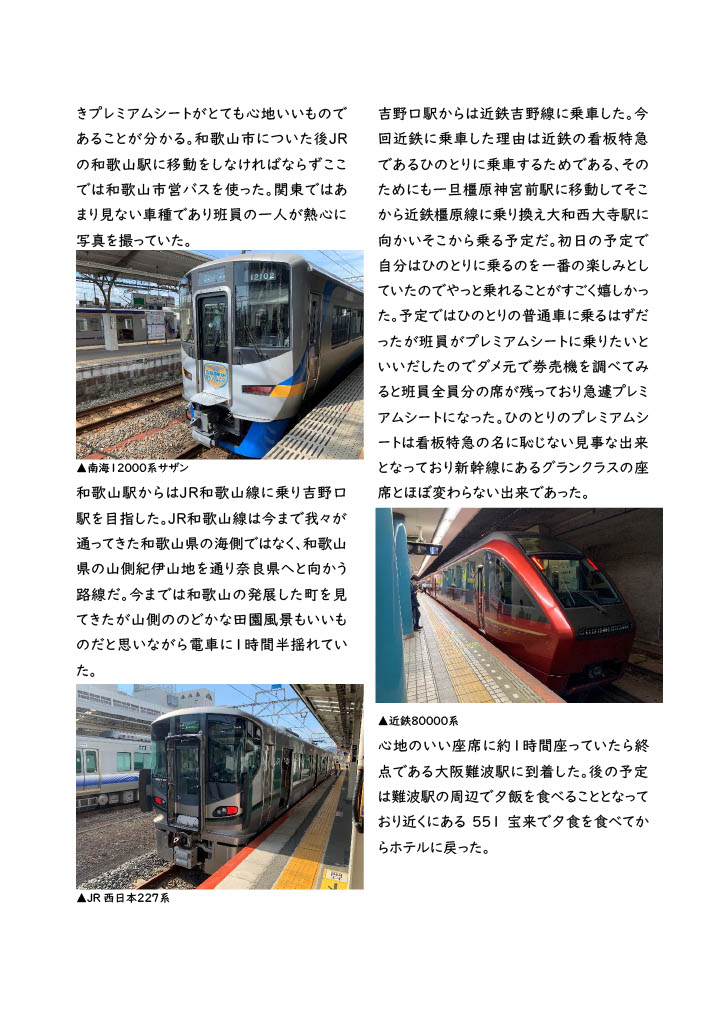 きプレミアムシートがとても心地いいもので
あることが分かる。和歌山市についた後JR
の和歌山駅に移動をしなければならずここ
では和歌山市営バスを使った。関東ではあ
まり見ない車種であり班員の一人が熱心に
写真を撮っていた。
12102
▲南海12000系サザン
和歌山駅からはJR和歌山線に乗り吉野口
駅を目指した。JR和歌山線は今まで我々が
通ってきた和歌山県の海側ではなく、和歌山
県の山側紀伊山地を通り奈良県へと向かう
路線だ。今までは和歌山の発展した町を見
てきたが山側ののどかな田園風景もいいも
のだと思いながら電車に1時間半揺れてい
た。
▲JR 西日本227系
吉野口駅からは近鉄吉野線に乗車した。今
回近鉄に乗車した理由は近鉄の看板特急
であるひのとりに乗車するためである、その
ためにも一旦橿原神宮前駅に移動してそこ
から近鉄橿原線に乗り換え大和西大寺駅に
向かいそこから乗る予定だ。初日の予定で
自分はひのとりに乗るのを一番の楽しみとし
ていたのでやっと乗れることがすごく嬉しかっ
た。予定ではひのとりの普通車に乗るはずだ
ったが班員がプレミアムシートに乗りたいと
いいだしたのでダメ元で券売機を調べてみ
ると班員全員分の席が残っており急遽プレミ
アムシートになった。ひのとりのプレミアムシ
ートは看板特急の名に恥じない見事な出来
となっており新幹線にあるグランクラスの座
席とほぼ変わらない出来であった。
▲近鉄80000系
心地のいい座席に約1時間座っていたら終
点である大阪難波駅に到着した。後の予定
は難波駅の周辺で夕飯を食べることとなって
おり近くにある 551 宝来で夕食を食べてか
らホテルに戻った。